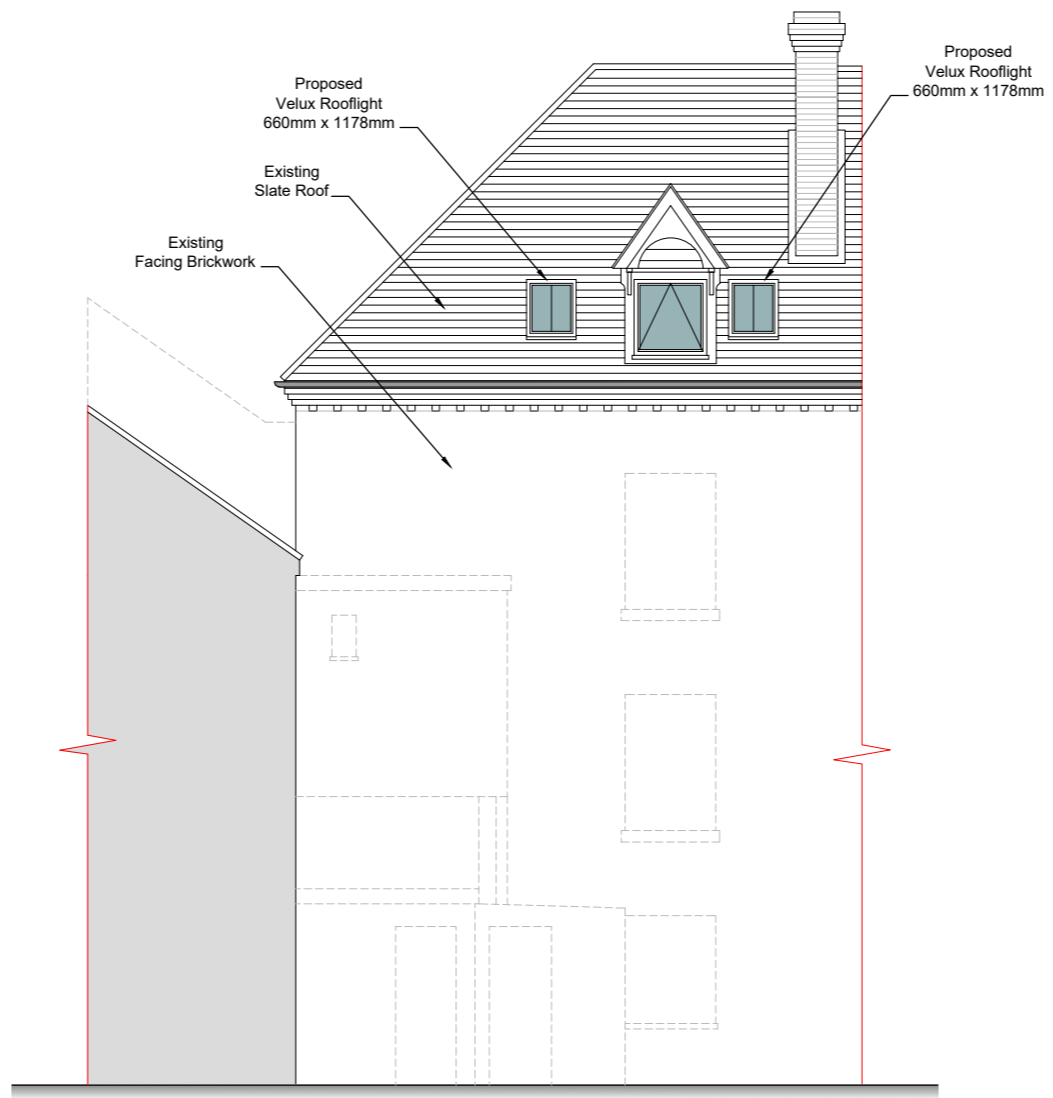 Proposed
Velux Rooflight
660mm x 1178mm
Proposed
Velux Rooflight
660mm x 1178mm
Existing
Slate Roof
Existing
Facing Brickwork